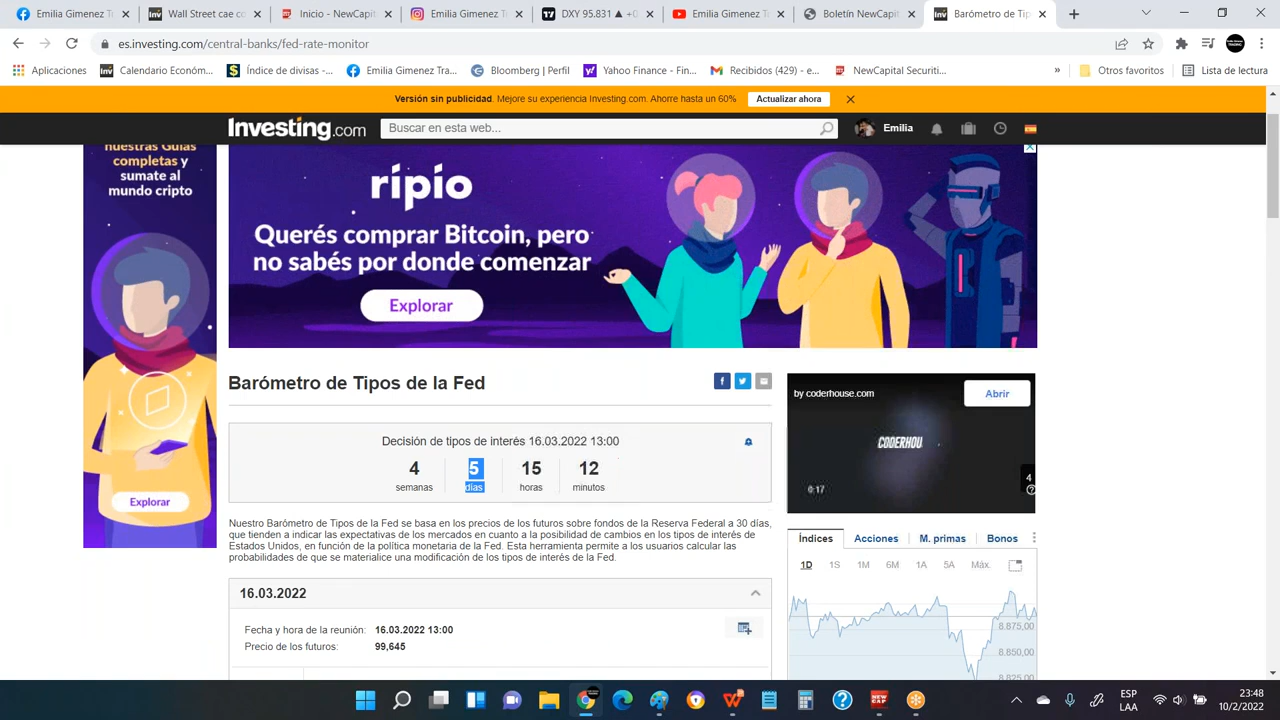 Emilia Gimenez Te
Wall Street cae g
Inicio - NewCapit
Emilia Gimenez T
DXY 95.831 ▲ +0
Emilia Gimenez T
Boletín NewCapit
Barómetro de Tip
es.investing.com/central-banks/fed-rate-monitor
Aplicaciones
Calendario Económ...
Índice de divisas -...
Emilia Gimenez Tra...
Bloomberg | Perfil
Yahoo Finance - Fin...
Recibidos (429) - e...
NewCapital Securiti...
»
Otros favoritos
Lista de lectura
Versión sin publicidad. Mejore su experiencia Investing.com. Ahorre hasta un 60%
Actualizar ahora
Investing.com
Buscar en esta web...
Emilia
nuestras Guías
completas y
sumate al
mundo cripto
Explorar
ripio
Querés comprar Bitcoin, pero
no sabés por donde comenzar
Explorar
Barómetro de Tipos de la Fed
Decisión de tipos de interés 16.03.2022 13:00
4 5 15 12
semanas días horas minutos
Nuestro Barómetro de Tipos de la Fed se basa en los precios de los futuros sobre fondos de la Reserva Federal a 30 días,
que tienden a indicar las expectativas de los mercados en cuanto a la posibilidad de cambios en los tipos de interés de
Estados Unidos, en función de la política monetaria de la Fed. Esta herramienta permite a los usuarios calcular las
probabilidades de que se materialice una modificación de los tipos de interés de la Fed.
16.03.2022
Fecha y hora de la reunión: 16.03.2022 13:00
Precio de los futuros: 99,645
by coderhouse.com
Abrir
CODERHOU
0:17
4
Índices
Acciones
M. primas
Bonos
1D 1S 1M 6M 1A 5A Máx.
8.875,00
8.850,00
8.825,00
ESP
LAA
23:48
10/2/2022